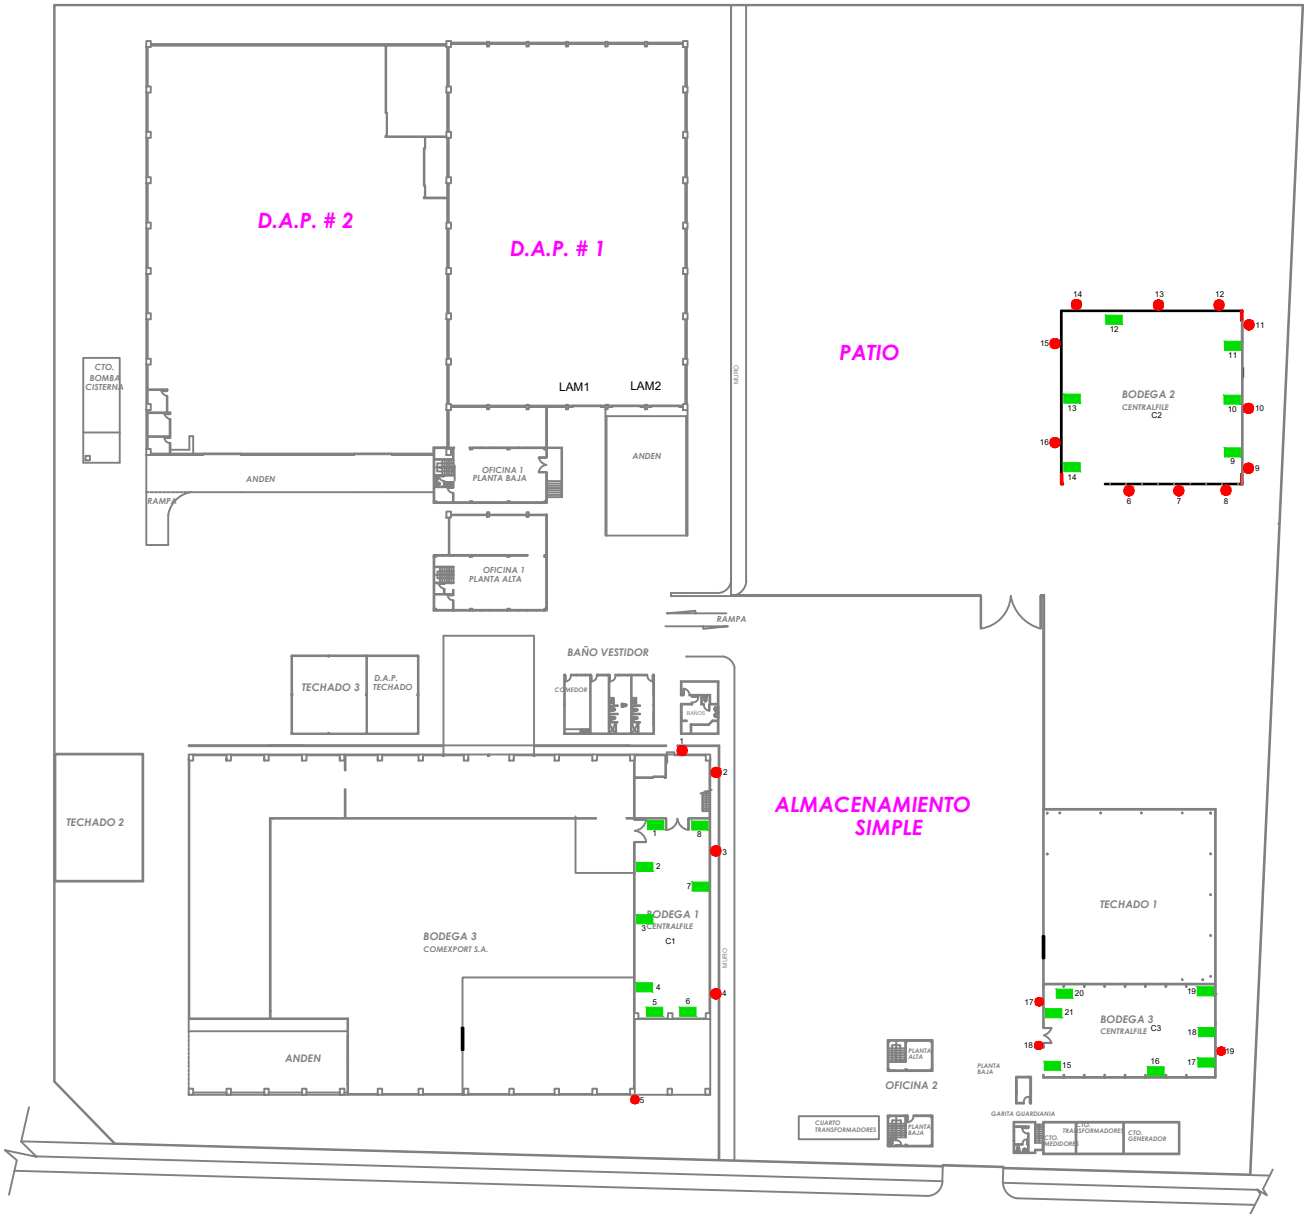 D.A.P. # 2
D.A.P. # 1
PATIO
14
13
12
11
15
12
11
MURO
CTO.
BOMBA
CISTERNA
LAM1
LAM2
BODEGA 2
CENTRALFILE
C2
13
10
10
16
9
9
14
6
7
8
ANDEN
OFICINA 1
PLANTA BAJA
ANDEN
RAMPA
OFICINA 1
PLANTA ALTA
RAMPA
BAÑO VESTIDOR
TECHADO 3
D.A.P.
TECHADO
COMEDOR
BAÑOS
1
2
TECHADO 2
ALMACENAMIENTO
SIMPLE
1
8
3
2
7
BODEGA 1
CENTRALFILE
3
C1
BODEGA 3
COMEXPORT S.A.
MURO
4
4
5
6
TECHADO 1
20
19
17
21
BODEGA 3
CENTRALFILE
C3
18
18
19
15
16
17
ANDEN
5
PLANTA
ALTA
OFICINA 2
PLANTA
BAJA
GARITA GUARDIANIA
CUARTO
TRANSFORMADORES
PLANTA
BAJA
CTO.
TRANSFORMADORES
CTO.
MEDIDORES
CTO.
GENERADOR